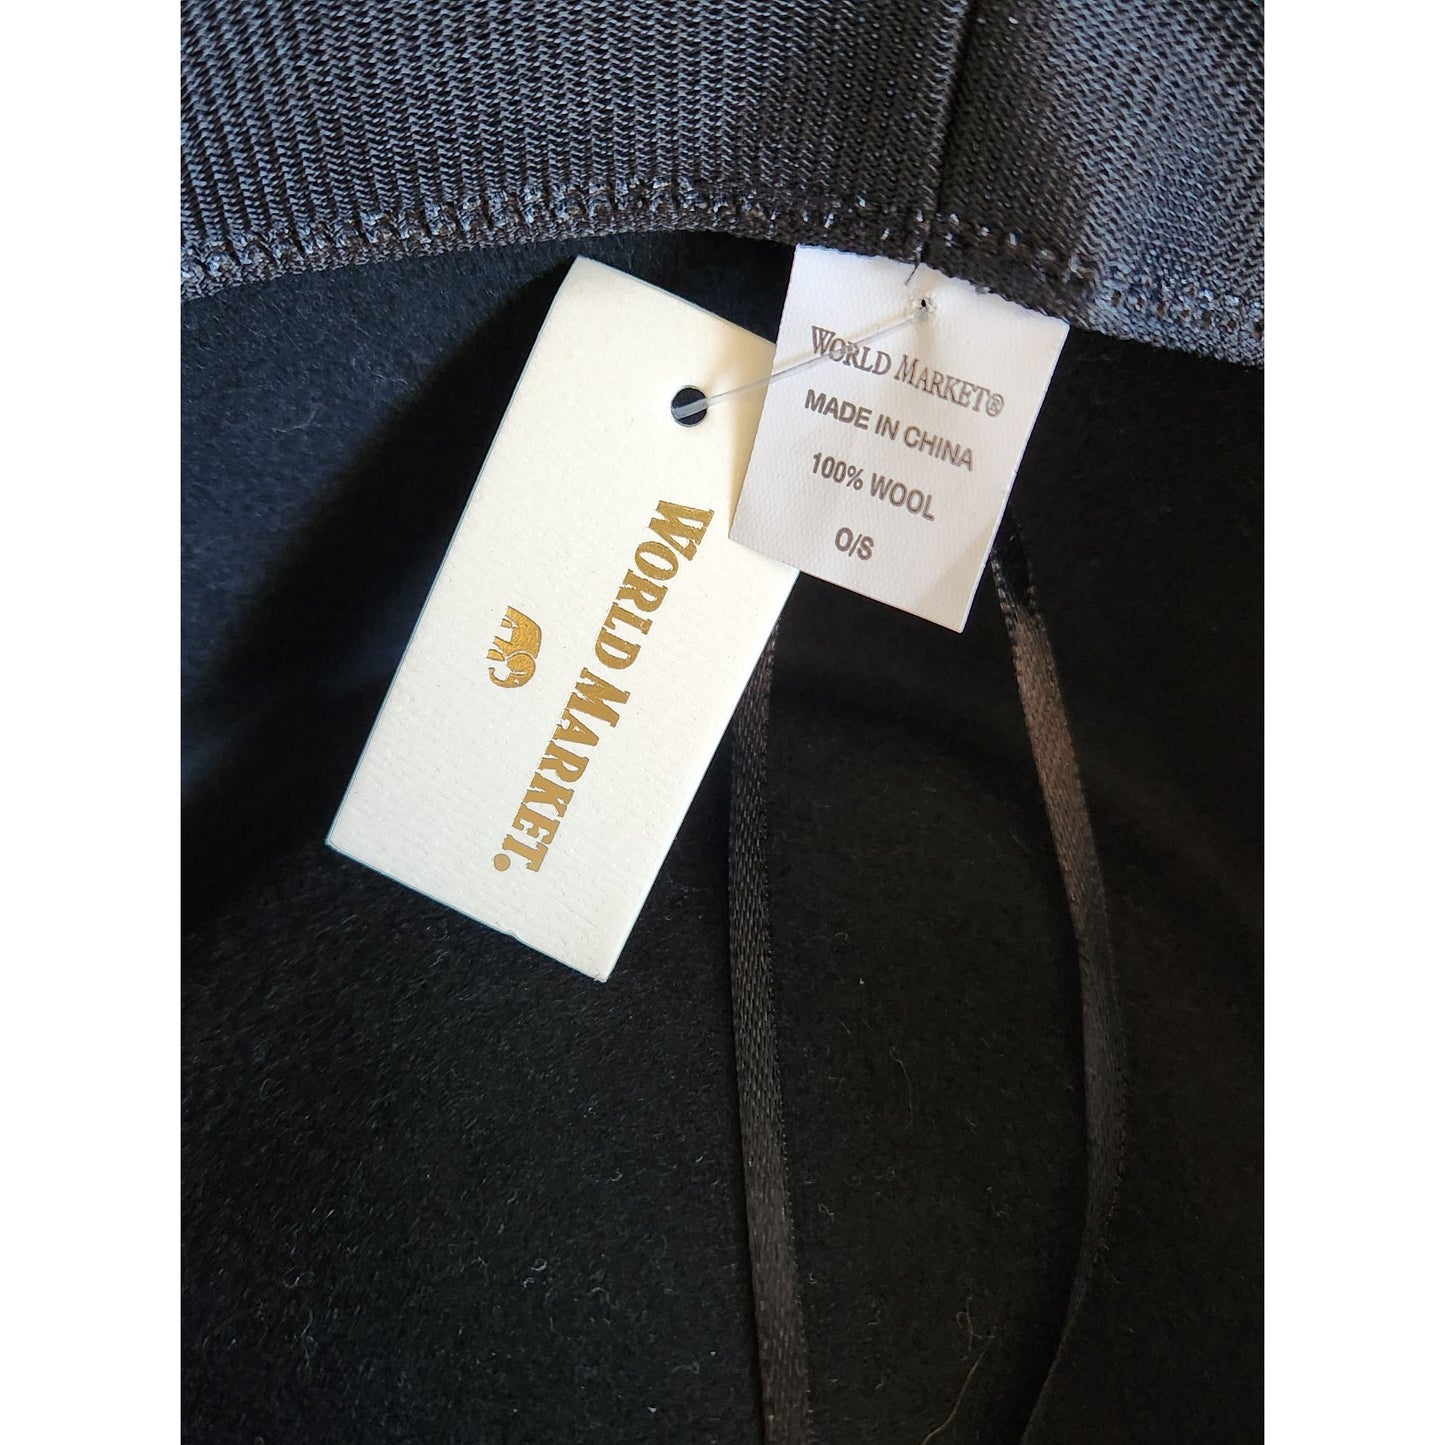 WORLD MARKET®
MADE IN CHINA
100% WOOL
O/S
WORLD MARKET.